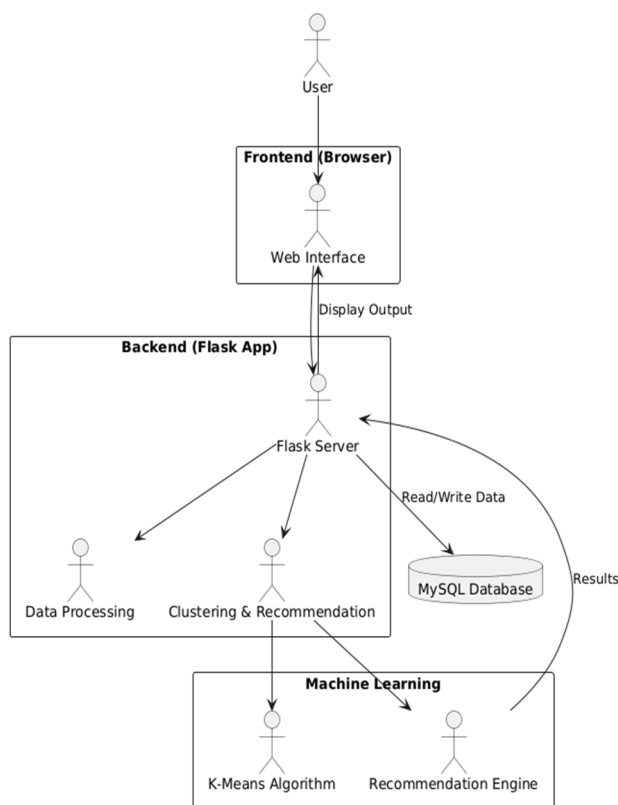 User
Frontend (Browser)
Web Interface
Display Output
Backend (Flask App)
Flask Server
Read/Write Data
MySQL Database
Results
Data Processing
Clustering & Recommendation
Machine Learning
K-Means Algorithm
Recommendation Engine